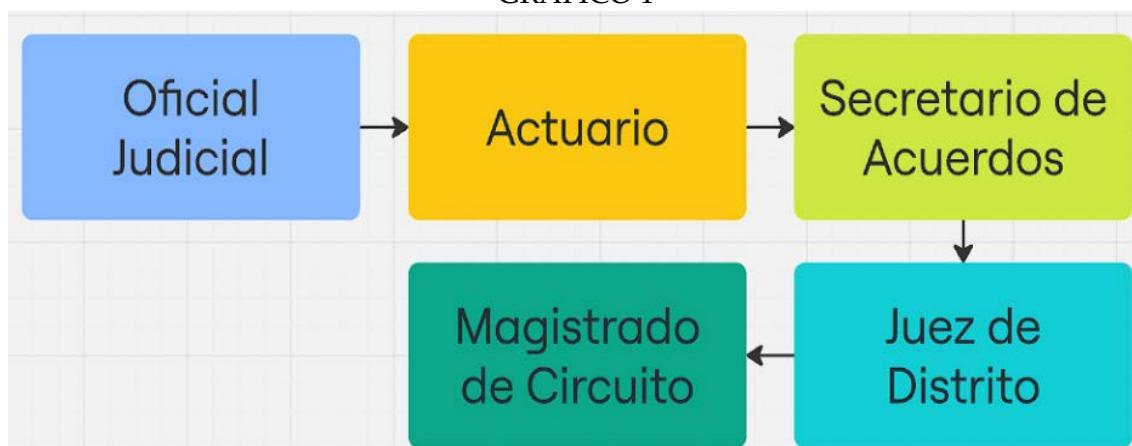 Oficial
Judicial
Actuario
Secretario de
Acuerdos
Juez de
Distrito
Magistrado
de Circuito